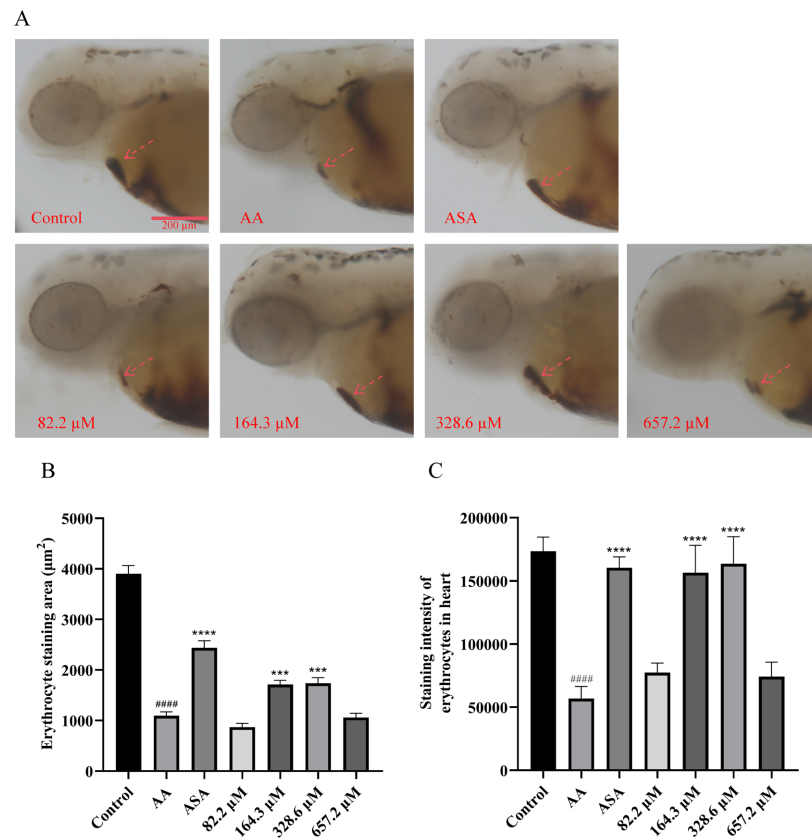 A
Control
200 µm
AA
ASA
82.2 µM
164.3 µM
328.6 µM
657.2 µM
B
Erythrocyte staining area (µm²)
5000
4000
3000
2000
1000
0
####
****
***
***
Control
AA
ASA
82.2 µM
164.3 µM
328.6 µM
657.2 µM
C
Staining intensity of
erythrocytes in heart
200000
150000
100000
50000
0
####
****
****
****
Control
AA
ASA
82.2 µM
164.3 µM
328.6 µM
657.2 µM